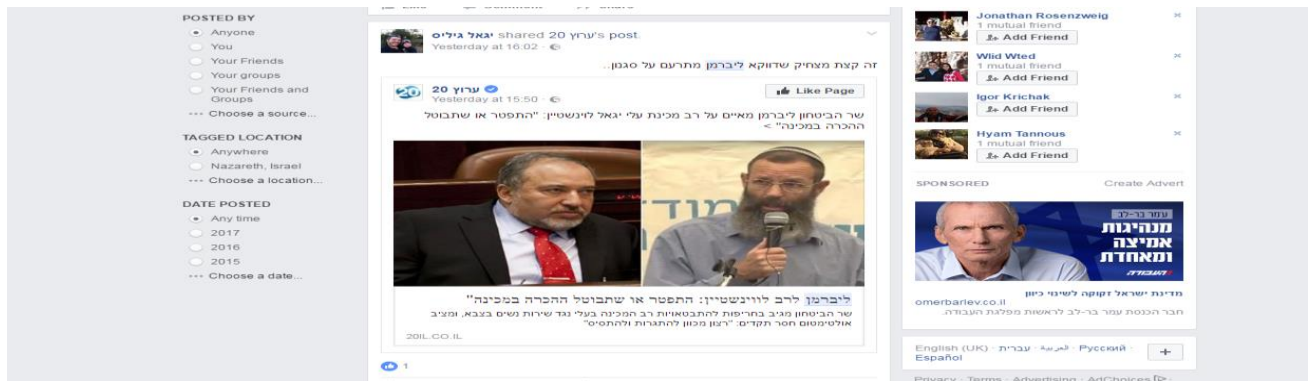 POSTED BY
Anyone
You
Your Friends
Your groups
Your Friends and
Groups
Choose a source...
TAGGED LOCATION
Anywhere
Nazareth, Israel
Choose a location...
DATE POSTED
Any time
2017
2016
2015
Choose a date...
יגאל גיליס shared ערוץ 20's post.
Yesterday at 16:02
זה קצת מצחיק שדווקא ליברמן מתרעם על סגנון..
ערוץ 20
Yesterday at 15:50
Like Page
שר הביטחון ליברמן מאיים על רב מכינת עלי יגאל לוינשטיין: "התפטר או שתבוטל
ההכרה במכינה" >
20
ליברמן לרב לווינשטיין: התפטר או שתבוטל ההכרה במכינה"
שר הביטחון מגיב בחריפות להתבטאויות רב המכינה בעלי נגד שירות נשים בצבא, ומציב
אולטימטום חסר תקדים: "רצון מכוון להתגרות ולהתסיס"
20IL.CO.IL
1
Jonathan Rosenzweig
1 mutual friend
Add Friend
Wlid Wted
1 mutual friend
Add Friend
Igor Krichak
1 mutual friend
Add Friend
Hyam Tannous
1 mutual friend
Add Friend
SPONSORED
Create Advert
עמר בר-לב
מנהיגות
אמיצה
ומאחדת
העבודה
מדינת ישראל זקוקה לשינוי כיוון
omerbarlev.co.il
חבר הכנסת עמר בר-לב לראשות מפלגת העבודה.
English (UK) · עברית · العربية · Русский ·
Español
Privacy · Terms · Advertising · AdChoices